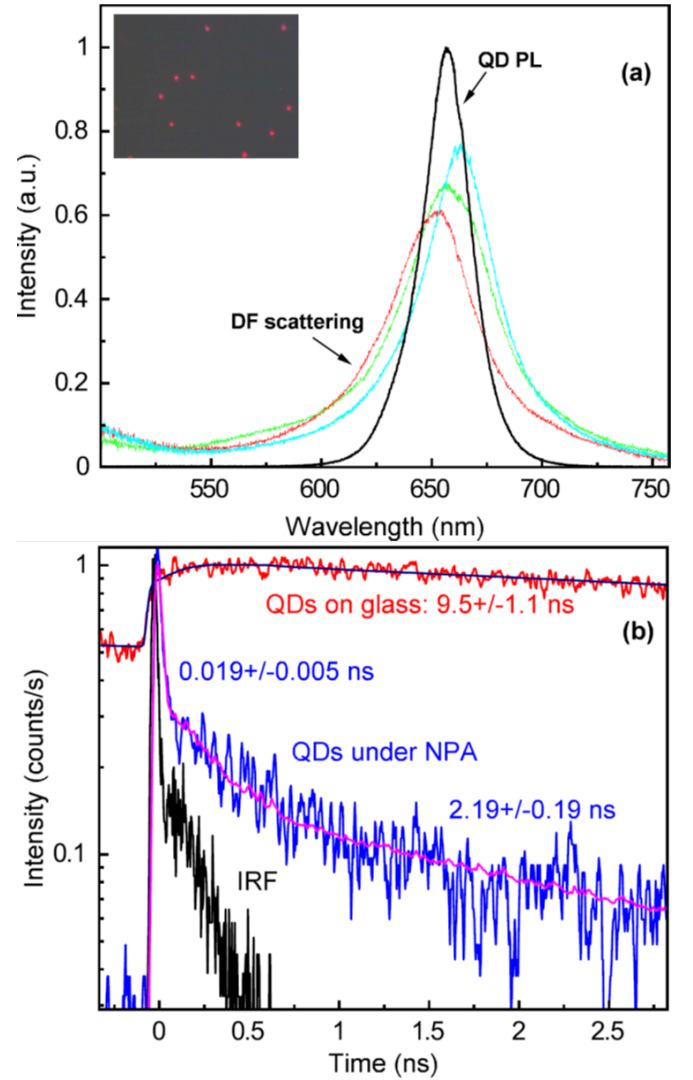 (a)
QD PL
DF scattering
Intensity (a.u.)
1
0.8
0.6
0.4
0.2
0
550
600
650
700
750
Wavelength (nm)
(b)
QDs on glass: 9.5+/-1.1 ns
0.019+/-0.005 ns
QDs under NPA
2.19+/-0.19 ns
IRF
Intensity (counts/s)
1
0.1
0
0.5
1
1.5
2
2.5
Time (ns)